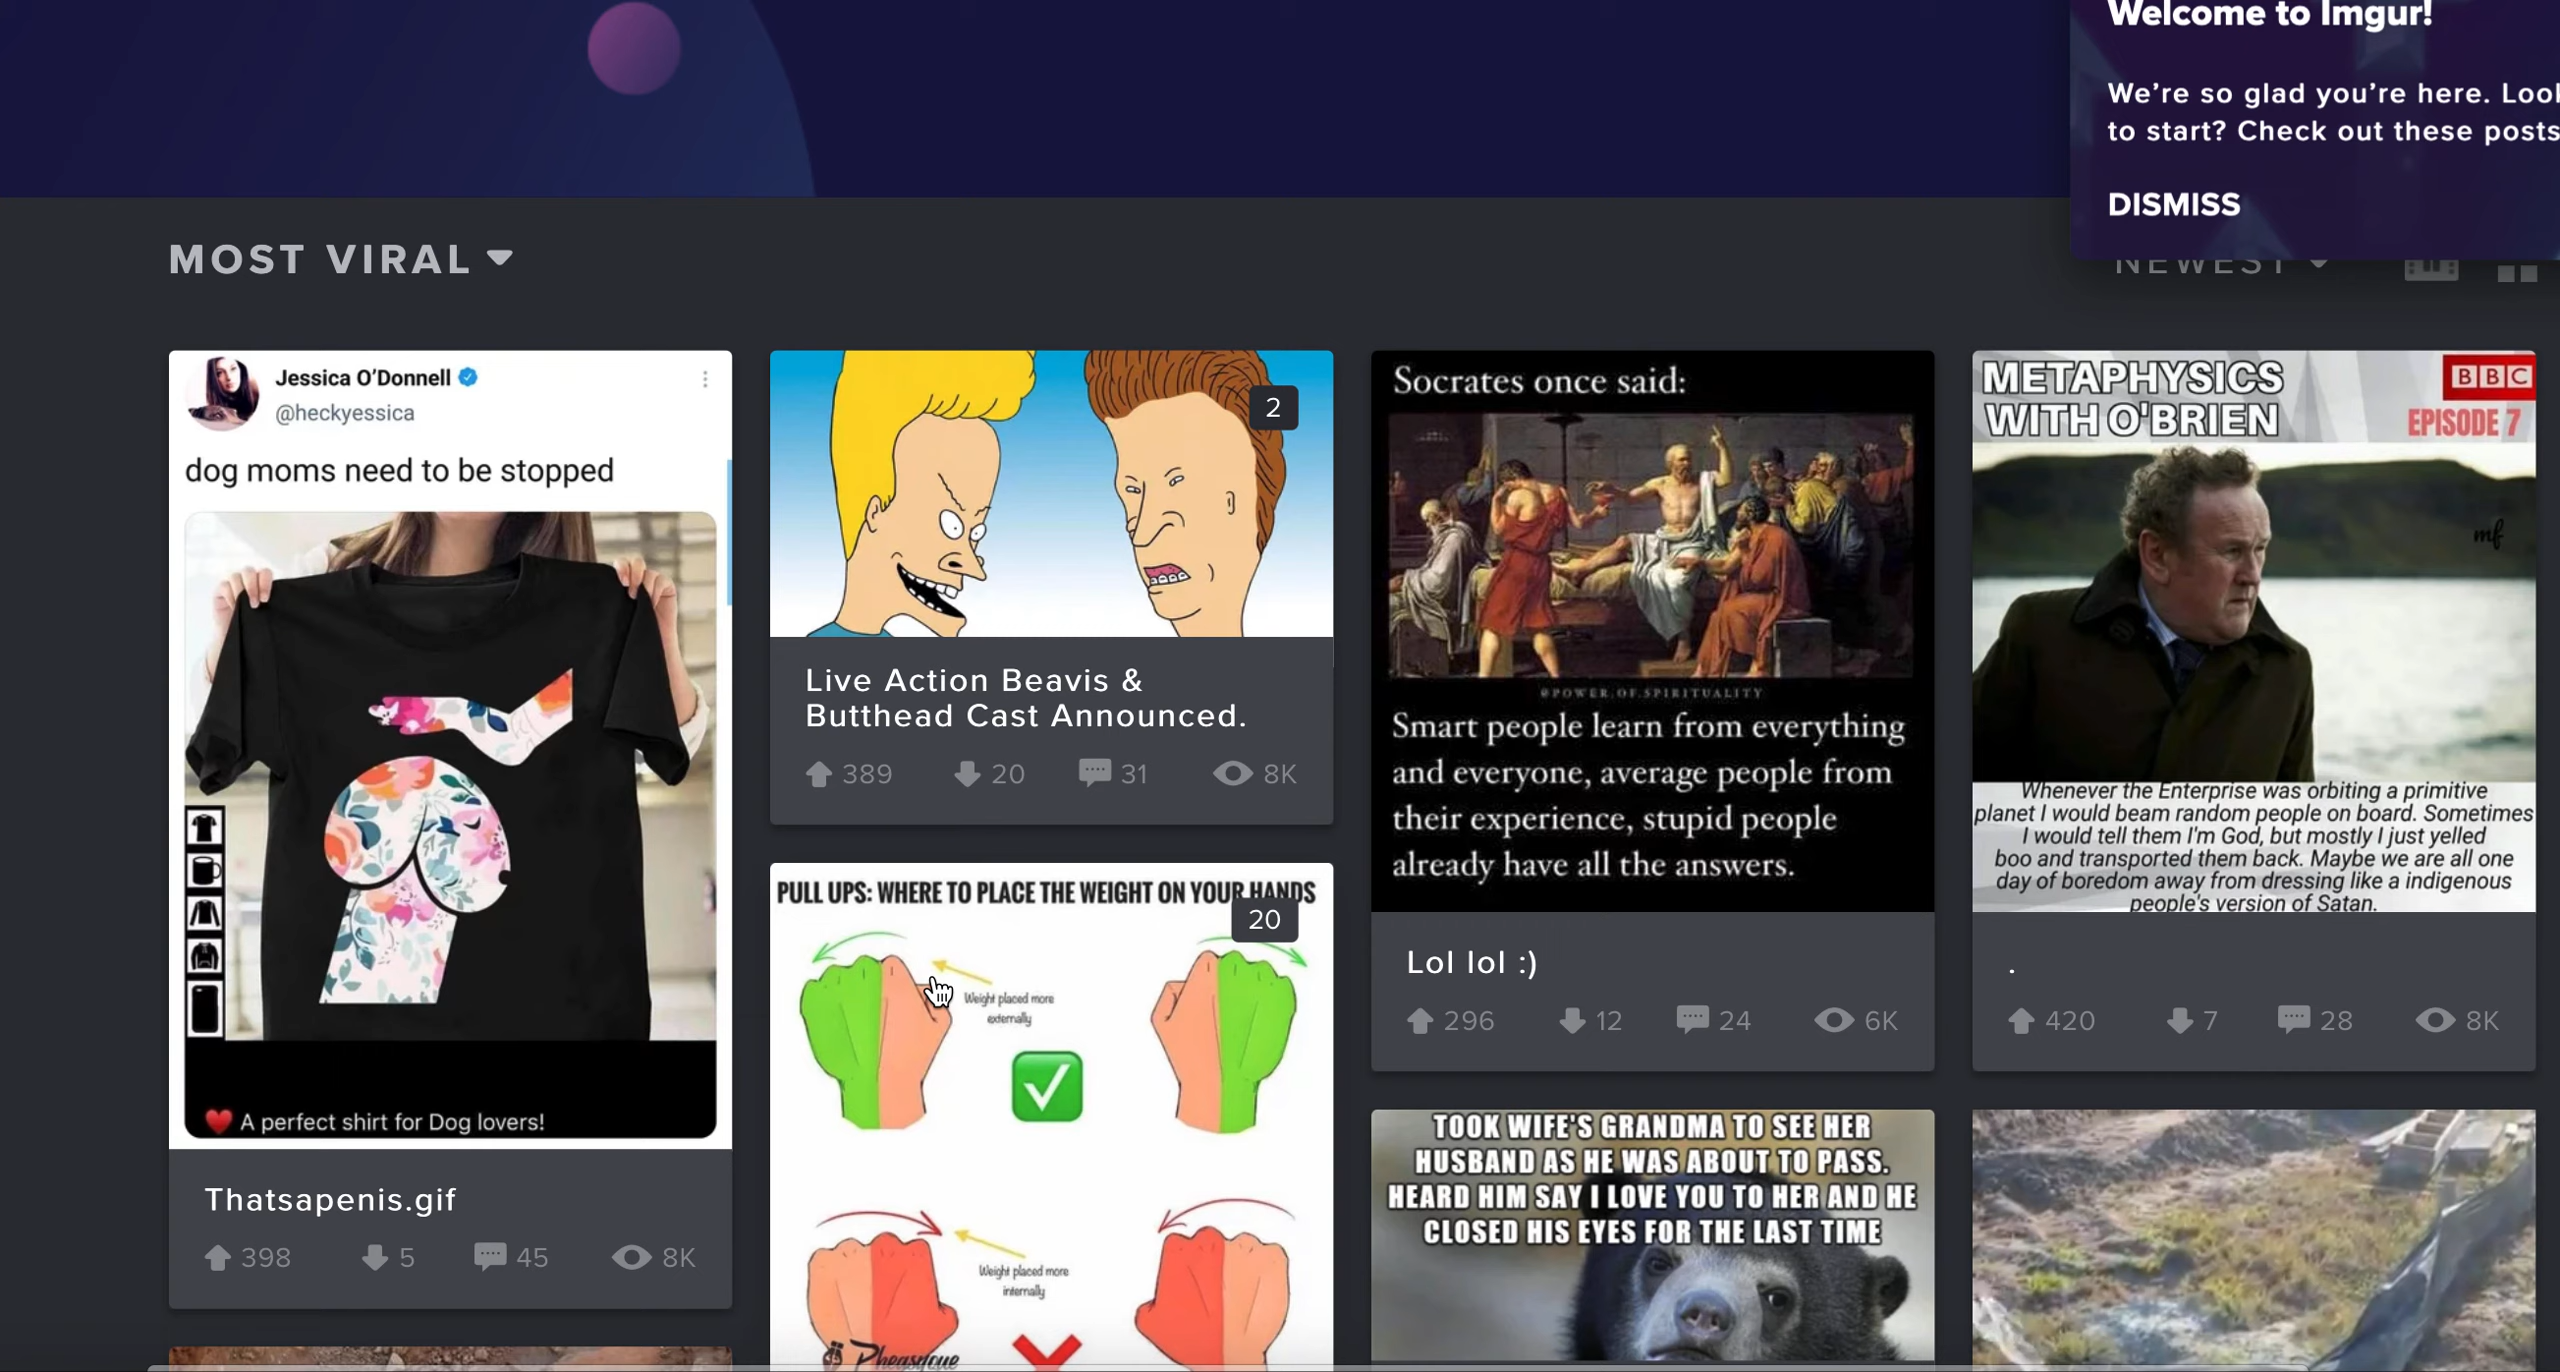 Welcome to Imgur!
We're so glad you're here.
to start? Check out these posts
DISMISS
MOST VIRAL
NEWEST
Jessica O'Donnell
@heckyessica
dog moms need to be stopped
A perfect shirt for Dog lovers!
Thatsapenis.gif
398 5 45 8K
2
Live Action Beavis &
Butthead Cast Announced.
389 20 31 8K
PULL UPS: WHERE TO PLACE THE WEIGHT ON YOUR HANDS
20
Weight placed more
externally
Weight placed more
internally
Pheasyque
Socrates once said:
@POWER.OF.SPIRITUALITY
Smart people learn from everything
and everyone, average people from
their experience, stupid people
already have all the answers.
Lol lol :)
296 12 24 6K
TOOK WIFE'S GRANDMA TO SEE HER
HUSBAND AS HE WAS ABOUT TO PASS.
HEARD HIM SAY I LOVE YOU TO HER AND HE
CLOSED HIS EYES FOR THE LAST TIME
METAPHYSICS
WITH O'BRIEN
BBC
EPISODE 7
mf
Whenever the Enterprise was orbiting a primitive
planet I would beam random people on board. Sometimes
I would tell them I'm God, but mostly I just yelled
boo and transported them back. Maybe we are all one
day of boredom away from dressing like a indigenous
people's version of Satan.
.
420 7 28 8K